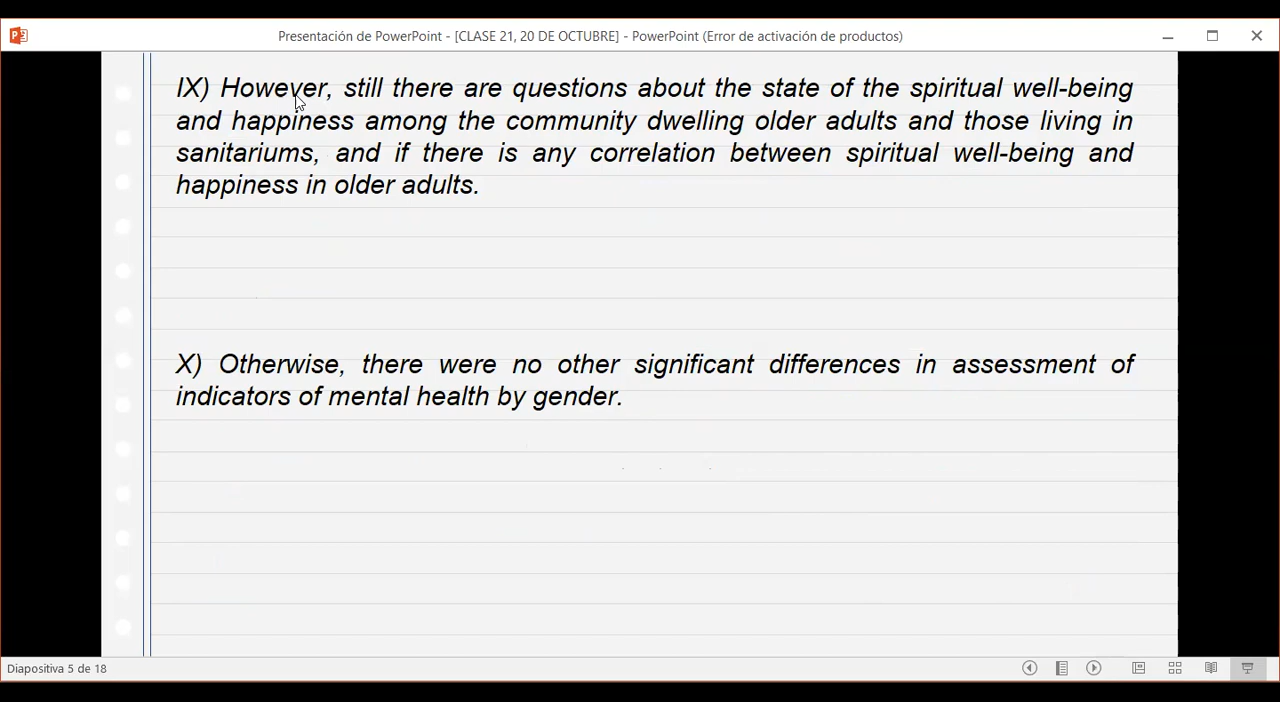 Presentación de PowerPoint - [CLASE 21, 20 DE OCTUBRE] - PowerPoint (Error de activación de productos)
IX) However, still there are questions about the state of the spiritual well-being
and happiness among the community dwelling older adults and those living in
sanitariums, and if there is any correlation between spiritual well-being and
happiness in older adults.
X) Otherwise, there were no other significant differences in assessment of
indicators of mental health by gender.
Diapositiva 5 de 18